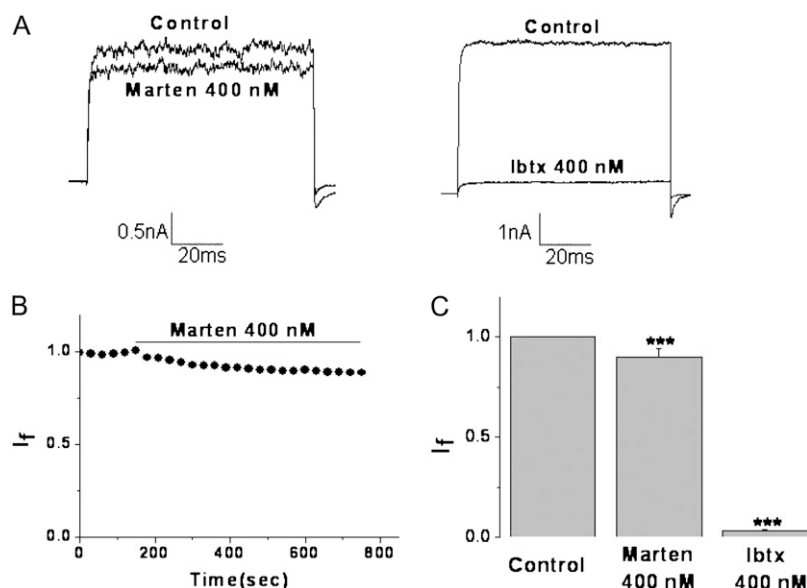 A
Control
Marten 400 nM
0.5nA
20ms
Control
Ibtx 400 nM
1nA
20ms
B
Marten 400 nM
1.0
0.5
0.0
If
0 200 400 600 800
Time(sec)
C
1.0
0.5
0.0
If
***
***
Control
Marten
400 nM
Ibtx
400 nM